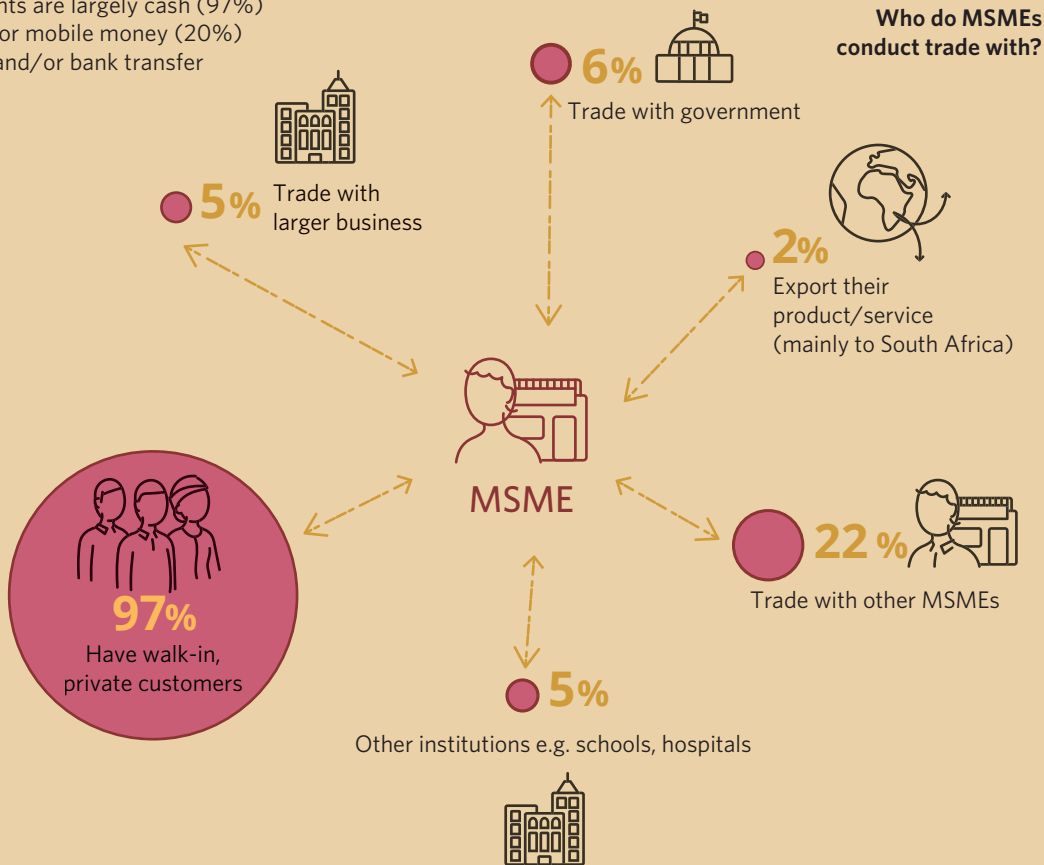 are largely cash (97%)
or mobile money (20%)
and/or bank transfer
Who do MSMEs
conduct trade with?
6%
Trade with government
5%
Trade with
larger business
2%
Export their
product/service
(mainly to South Africa)
MSME
22 %
Trade with other MSMEs
97%
Have walk-in,
private customers
5%
Other institutions e.g. schools, hospitals